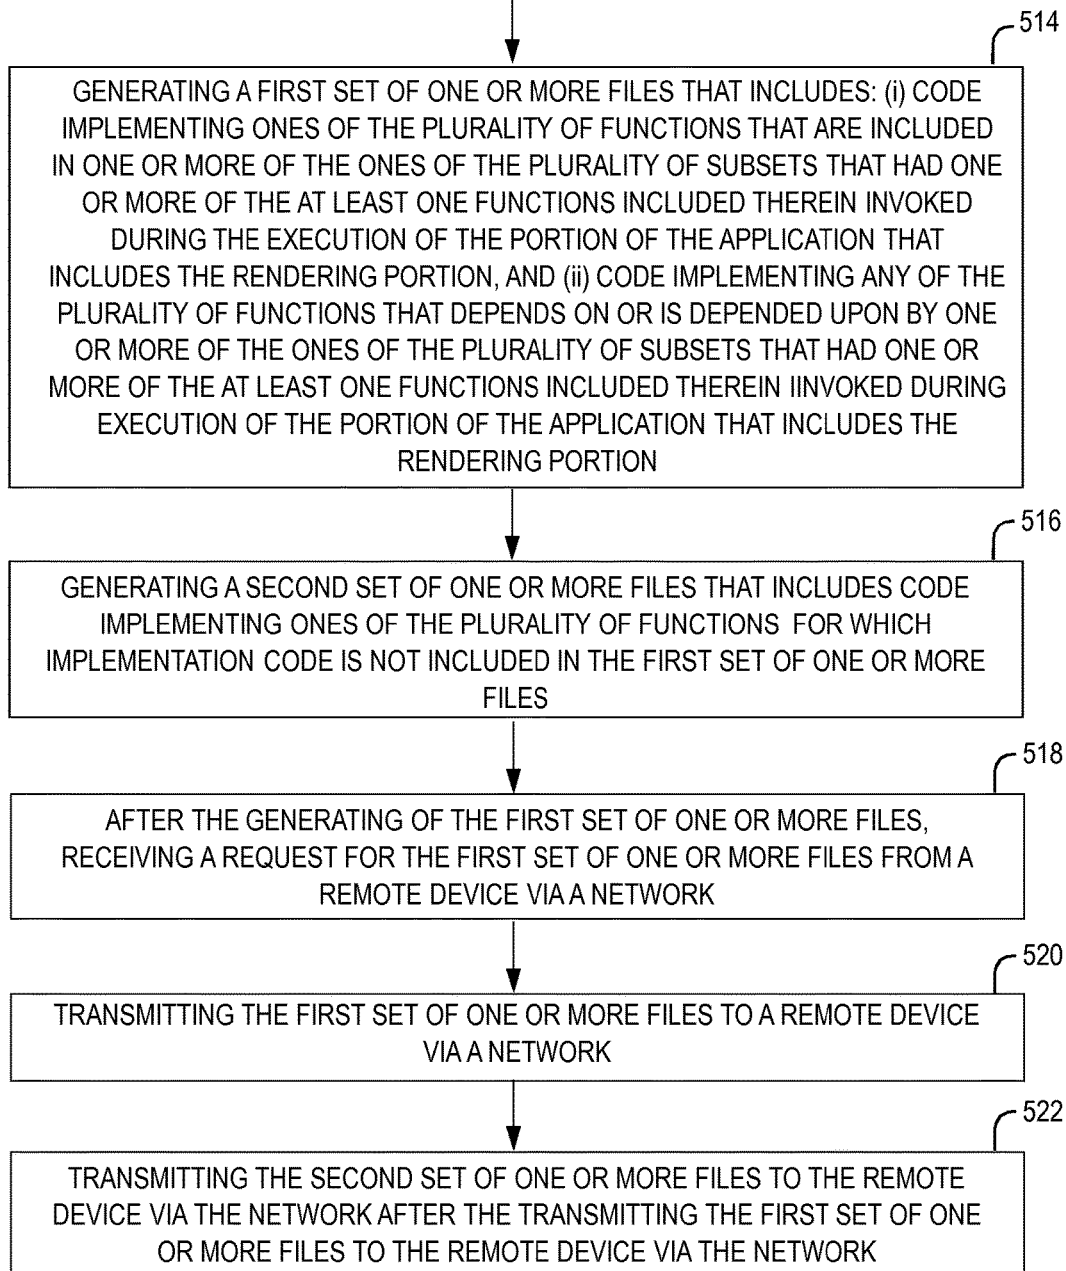 514
GENERATING A FIRST SET OF ONE OR MORE FILES THAT INCLUDES: (i) CODE
IMPLEMENTING ONES OF THE PLURALITY OF FUNCTIONS THAT ARE INCLUDED
IN ONE OR MORE OF THE ONES OF THE PLURALITY OF SUBSETS THAT HAD ONE
OR MORE OF THE AT LEAST ONE FUNCTIONS INCLUDED THEREIN INVOKED
DURING THE EXECUTION OF THE PORTION OF THE APPLICATION THAT
INCLUDES THE RENDERING PORTION, AND (ii) CODE IMPLEMENTING ANY OF THE
PLURALITY OF FUNCTIONS THAT DEPENDS ON OR IS DEPENDED UPON BY ONE
OR MORE OF THE ONES OF THE PLURALITY OF SUBSETS THAT HAD ONE OR
MORE OF THE AT LEAST ONE FUNCTIONS INCLUDED THEREIN IINVOKED DURING
EXECUTION OF THE PORTION OF THE APPLICATION THAT INCLUDES THE
RENDERING PORTION
516
GENERATING A SECOND SET OF ONE OR MORE FILES THAT INCLUDES CODE
IMPLEMENTING ONES OF THE PLURALITY OF FUNCTIONS FOR WHICH
IMPLEMENTATION CODE IS NOT INCLUDED IN THE FIRST SET OF ONE OR MORE
FILES
518
AFTER THE GENERATING OF THE FIRST SET OF ONE OR MORE FILES,
RECEIVING A REQUEST FOR THE FIRST SET OF ONE OR MORE FILES FROM A
REMOTE DEVICE VIA A NETWORK
520
TRANSMITTING THE FIRST SET OF ONE OR MORE FILES TO A REMOTE DEVICE
VIA A NETWORK
522
TRANSMITTING THE SECOND SET OF ONE OR MORE FILES TO THE REMOTE
DEVICE VIA THE NETWORK AFTER THE TRANSMITTING THE FIRST SET OF ONE
OR MORE FILES TO THE REMOTE DEVICE VIA THE NETWORK